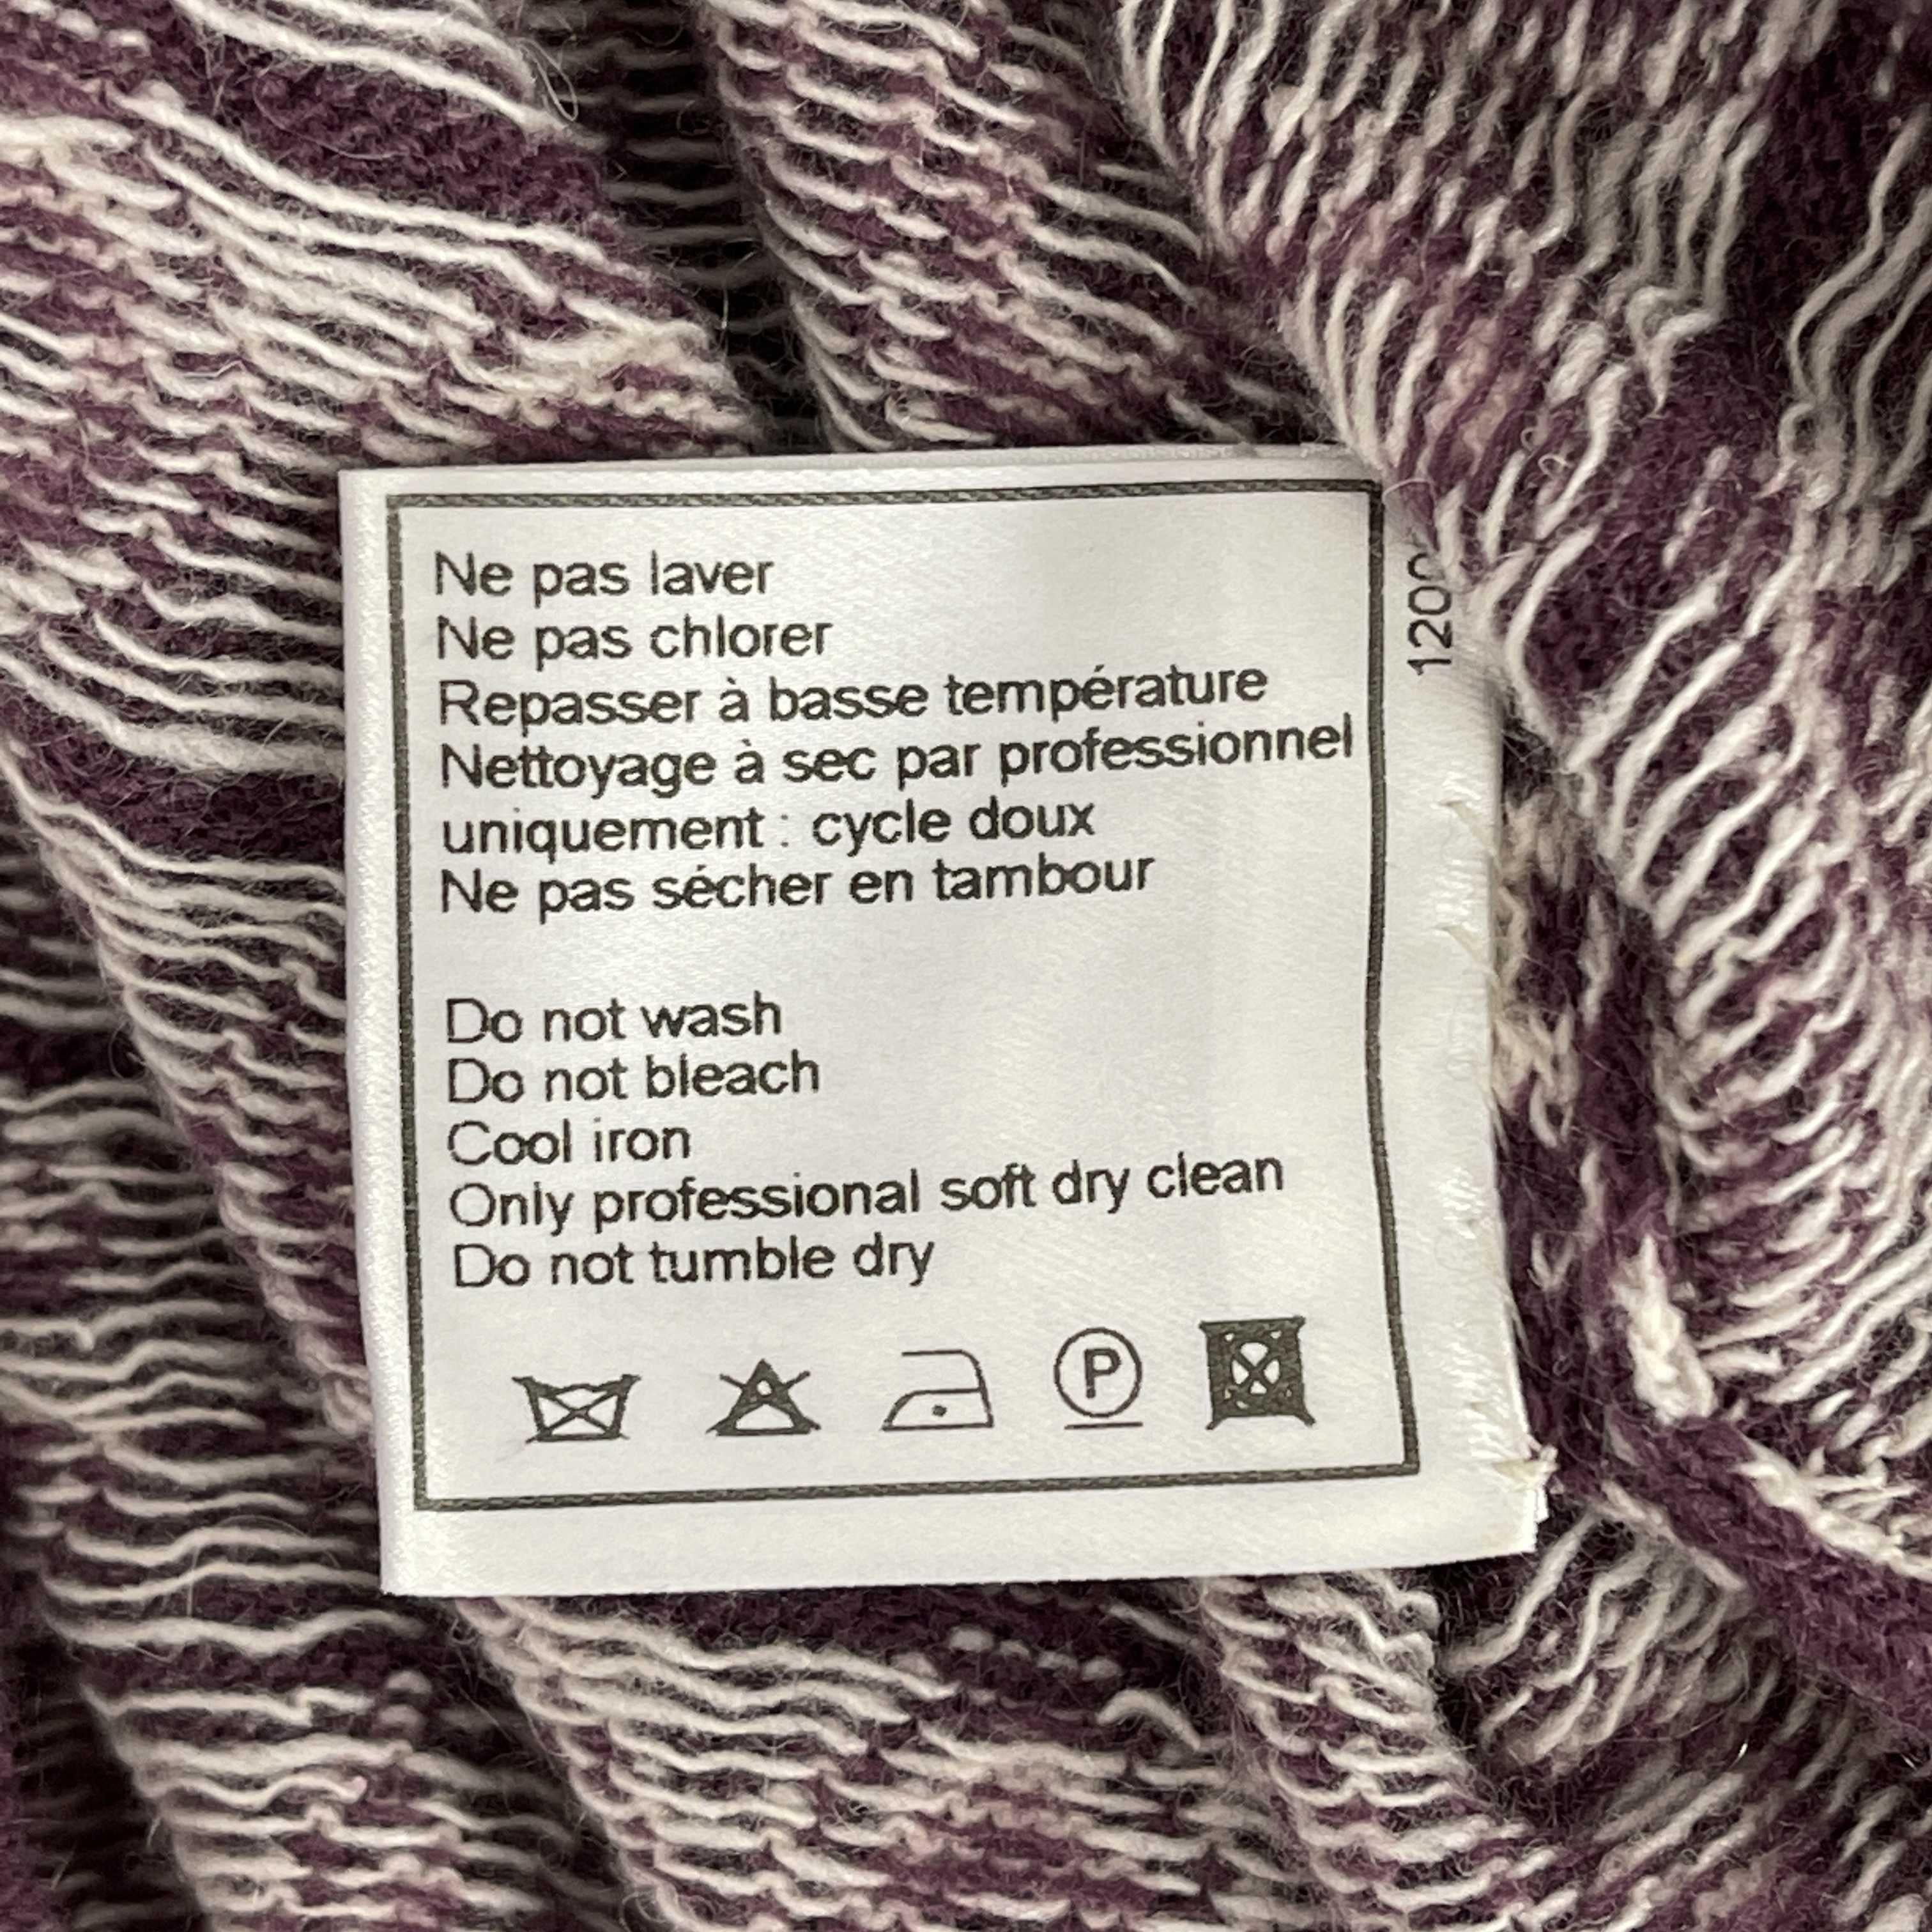 Ne pas laver
Ne pas chlorer
Repasser à basse température
Nettoyage à sec par professionnel
uniquement : cycle doux
Ne pas sécher en tambour
Do not wash
Do not bleach
Cool iron
Only professional soft dry clean
Do not tumble dry
P